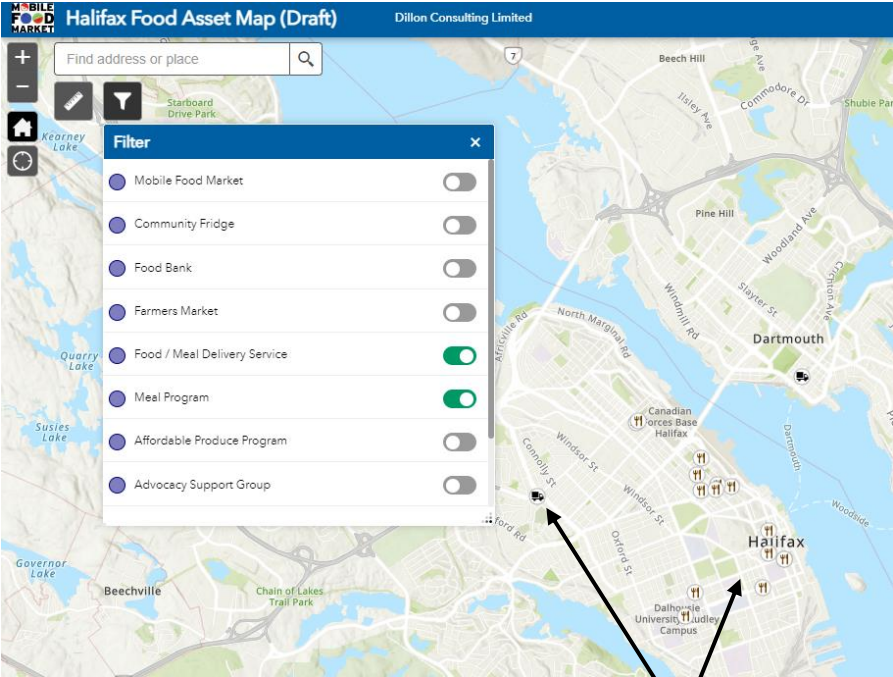 MOBILE
FOOD
MARKET
Halifax Food Asset Map (Draft)
Dillon Consulting Limited
+
Find address or place
7
Beech Hill
−
Ilsley Ave
Commodore Dr
Shubie Par
Starboard
Drive Park
Kearney
Lake
Filter
×
Mobile Food Market
Community Fridge
Pine Hill
Woodland Ave
Food Bank
Crichton Ave
Farmers Market
Windmill Rd
Slayter St
Africville Rd
North Marginal
Rd
Dartmouth
Quarry
Lake
Food / Meal Delivery Service
Meal Program
Canadian
Forces Base
Halifax
Susies
Lake
Affordable Produce Program
Connolly St
Windsor St
Dartmouth
Advocacy Support Group
Windsor St
Woodside
ford Rd
Oxford St
Halifax
Governor
Lake
Beechville
Chain of Lakes
Trail Park
Dalhousie
University
udley
Campus